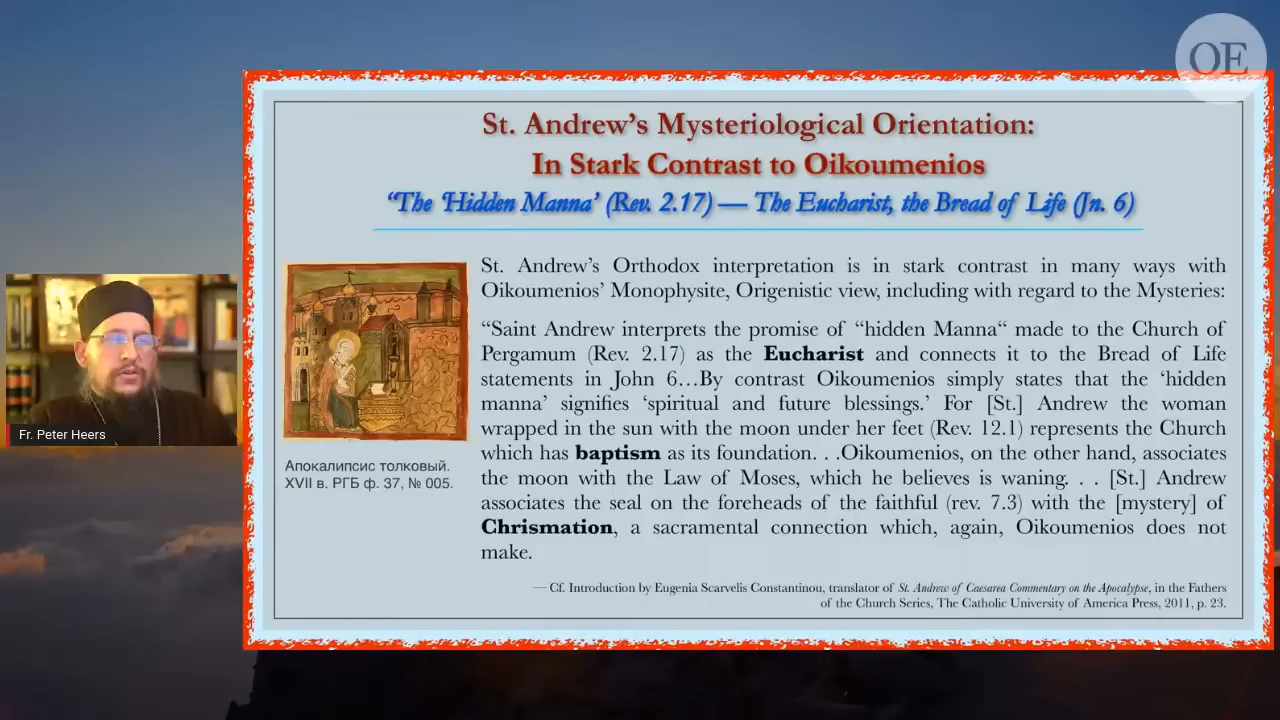 OE
St. Andrew’s Mysteriological Orientation:
In Stark Contrast to Oikoumenios
“The ‘Hidden Manna’ (Rev. 2.17) — The Eucharist, the Bread of Life (Jn. 6)
St. Andrew’s Orthodox interpretation is in stark contrast in many ways with
Oikoumenios’ Monophysite, Origenistic view, including with regard to the Mysteries:
“Saint Andrew interprets the promise of “hidden Manna“ made to the Church of
Pergamum (Rev. 2.17) as the Eucharist and connects it to the Bread of Life
statements in John 6…By contrast Oikoumenios simply states that the ‘hidden
manna’ signifies ‘spiritual and future blessings.’ For [St.] Andrew the woman
wrapped in the sun with the moon under her feet (Rev. 12.1) represents the Church
which has baptism as its foundation. . .Oikoumenios, on the other hand, associates
the moon with the Law of Moses, which he believes is waning. . . [St.] Andrew
associates the seal on the foreheads of the faithful (rev. 7.3) with the [mystery] of
Chrismation, a sacramental connection which, again, Oikoumenios does not
make.
— Cf. Introduction by Eugenia Scarvelis Constantinou, translator of St. Andrew of Caesarea Commentary on the Apocalypse, in the Fathers
of the Church Series, The Catholic University of America Press, 2011, p. 23.
Апокалипсис толковый.
XVII в. РГБ ф. 37, № 005.
Fr. Peter Heers